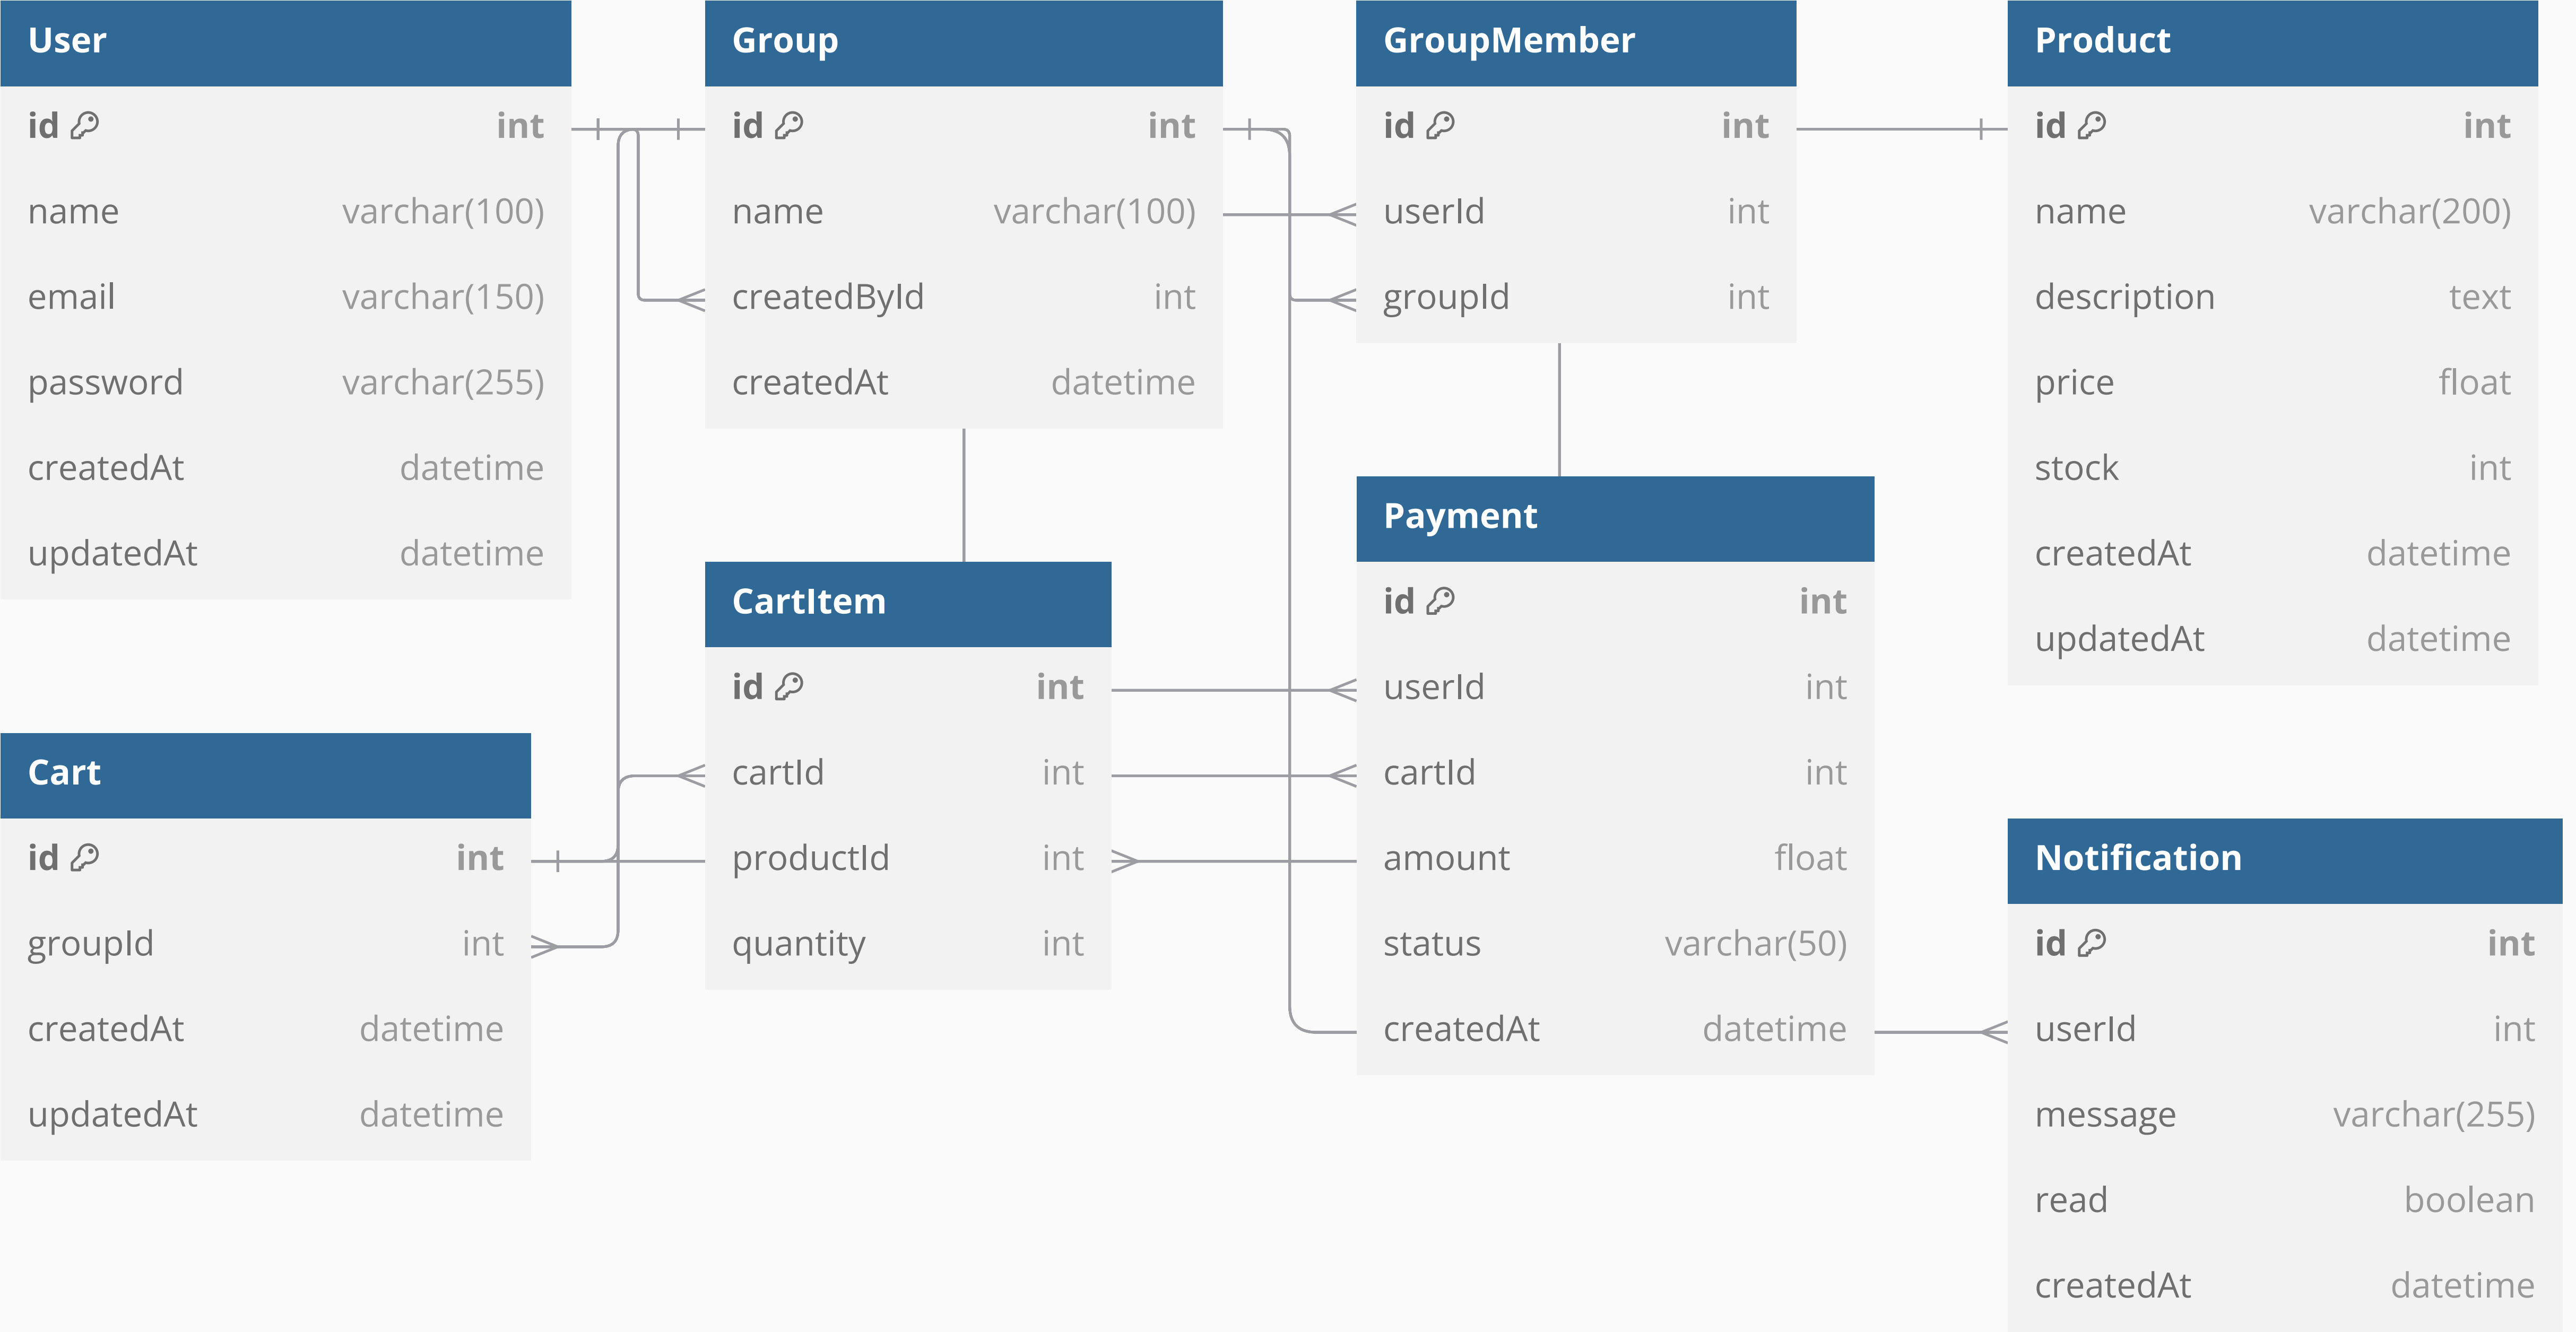 User
id int
name varchar(100)
email varchar(150)
password varchar(255)
createdAt datetime
updatedAt datetime
Group
id int
name varchar(100)
createdById int
createdAt datetime
GroupMember
id int
userId int
groupId int
Product
id int
name varchar(200)
description text
price float
stock int
createdAt datetime
updatedAt datetime
Cart
id int
groupId int
createdAt datetime
updatedAt datetime
CartItem
id int
cartId int
productId int
quantity int
Payment
id int
userId int
cartId int
amount float
status varchar(50)
createdAt datetime
Notification
id int
userId int
message varchar(255)
read boolean
createdAt datetime